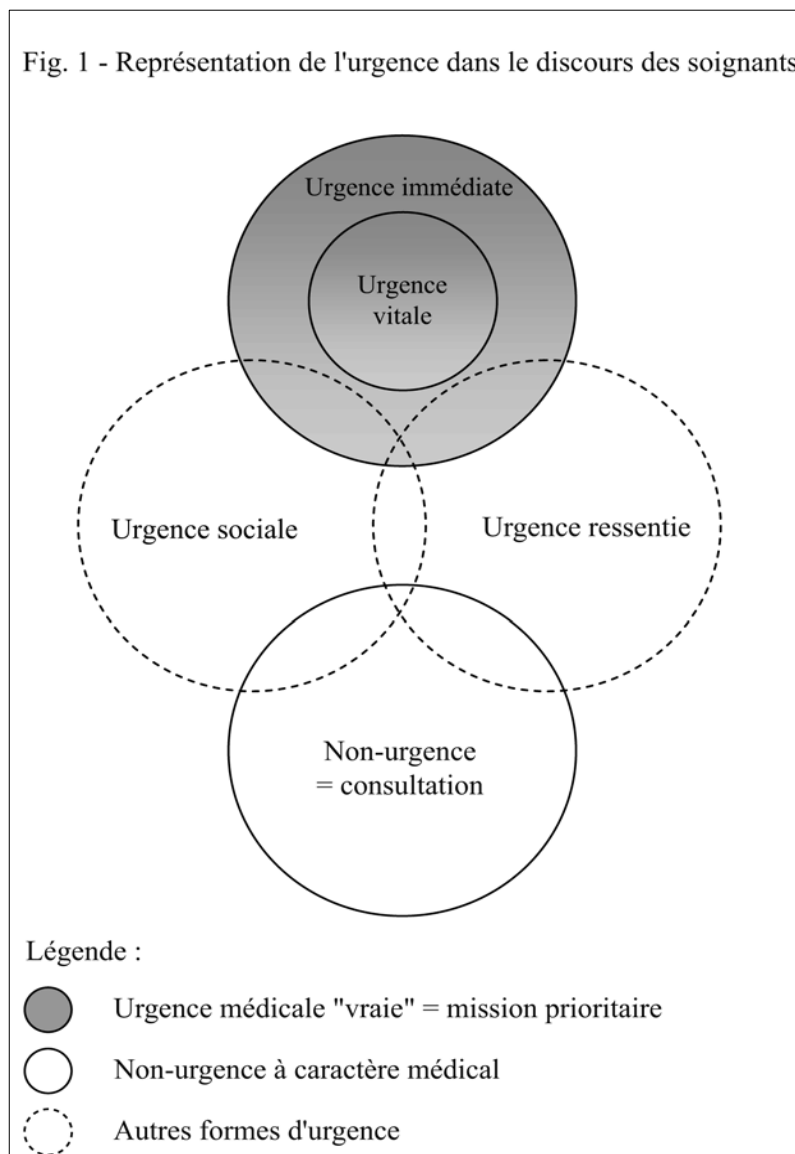 Fig. 1 - Représentation de l'urgence dans le discours des soignants
Urgence immédiate
Urgence
vitale
Urgence sociale
Urgence ressentie
Non-urgence
= consultation
Légende :
Urgence médicale "vraie" = mission prioritaire
Non-urgence à caractère médical
Autres formes d'urgence